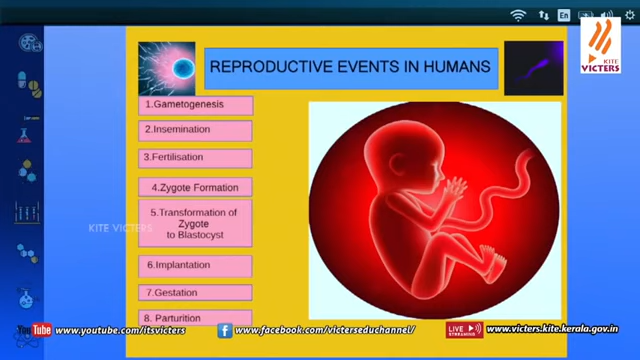 En
KITE
VICTERS
REPRODUCTIVE EVENTS IN HUMANS
1.Gametogenesis
2.Insemination
3.Fertilisation
4.Zygote Formation
5.Transformation of
Zygote
to Blastocyst
KITE VICTERS
6.Implantation
7.Gestation
8. Parturition
YouTube www.youtube.com/itsvicters
www.facebook.com/victerseduchannel/
LIVE
STREAMING
www.victers.kite.kerala.gov.in